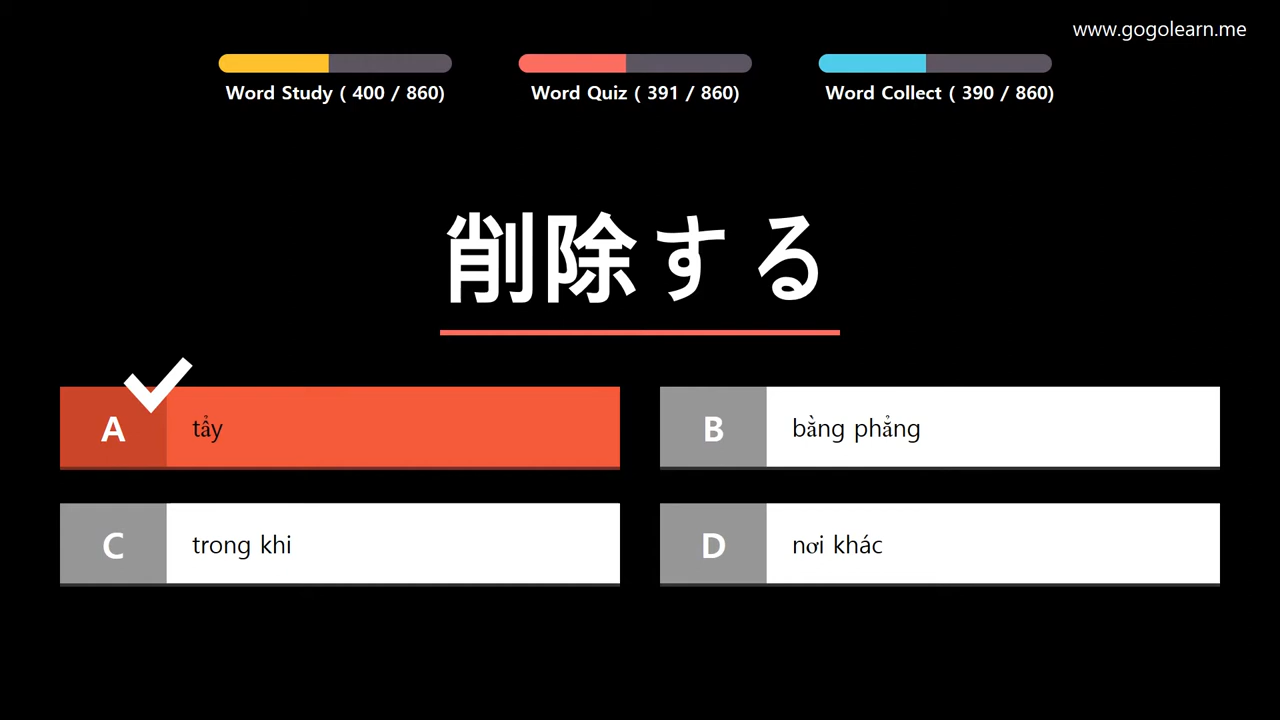 www.gogolearn.me
Word Study ( 400 / 860)
Word Quiz ( 391 / 860)
Word Collect ( 390 / 860)
削除する
A tẩy
B bằng phẳng
C trong khi
D nơi khác